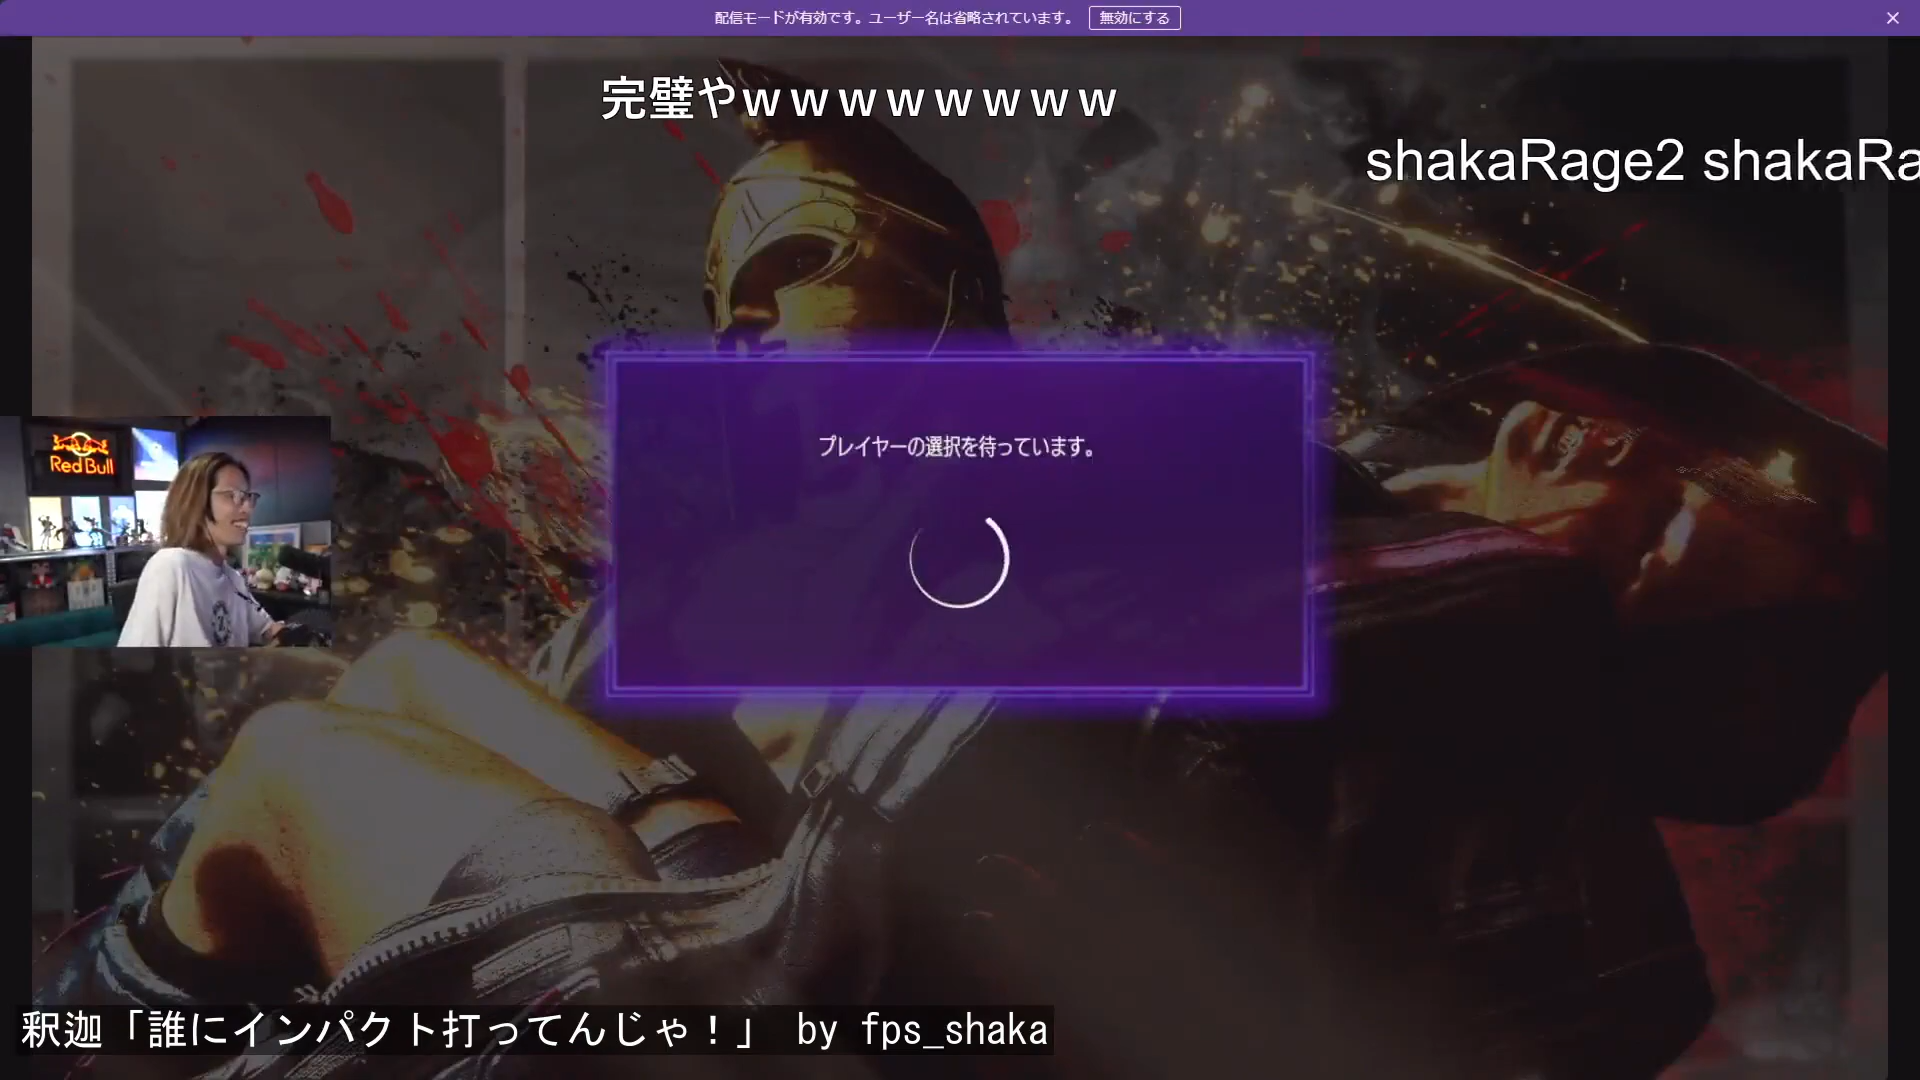 配信モードが有効です。ユーザー名は省略されています。 無効にする
完璧やｗｗｗｗｗｗｗｗ
shakaRage2 shakaRa
プレイヤーの選択を待っています。
Red Bull
釈迦「誰にインパクト打ってんじゃ！」 by fps_shaka